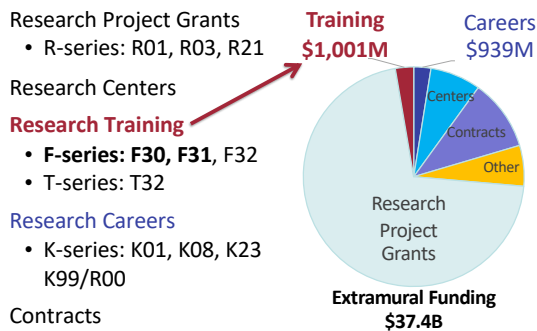 Research Project Grants
• R-series: R01, R03, R21
Research Centers
Research Training
• F-series: F30, F31, F32
• T-series: T32
Research Careers
• K-series: K01, K08, K23
K99/R00
Contracts
Training
$1,001M
Careers
$939M
Centers
Contracts
Other
Research
Project
Grants
Extramural Funding
$37.4B